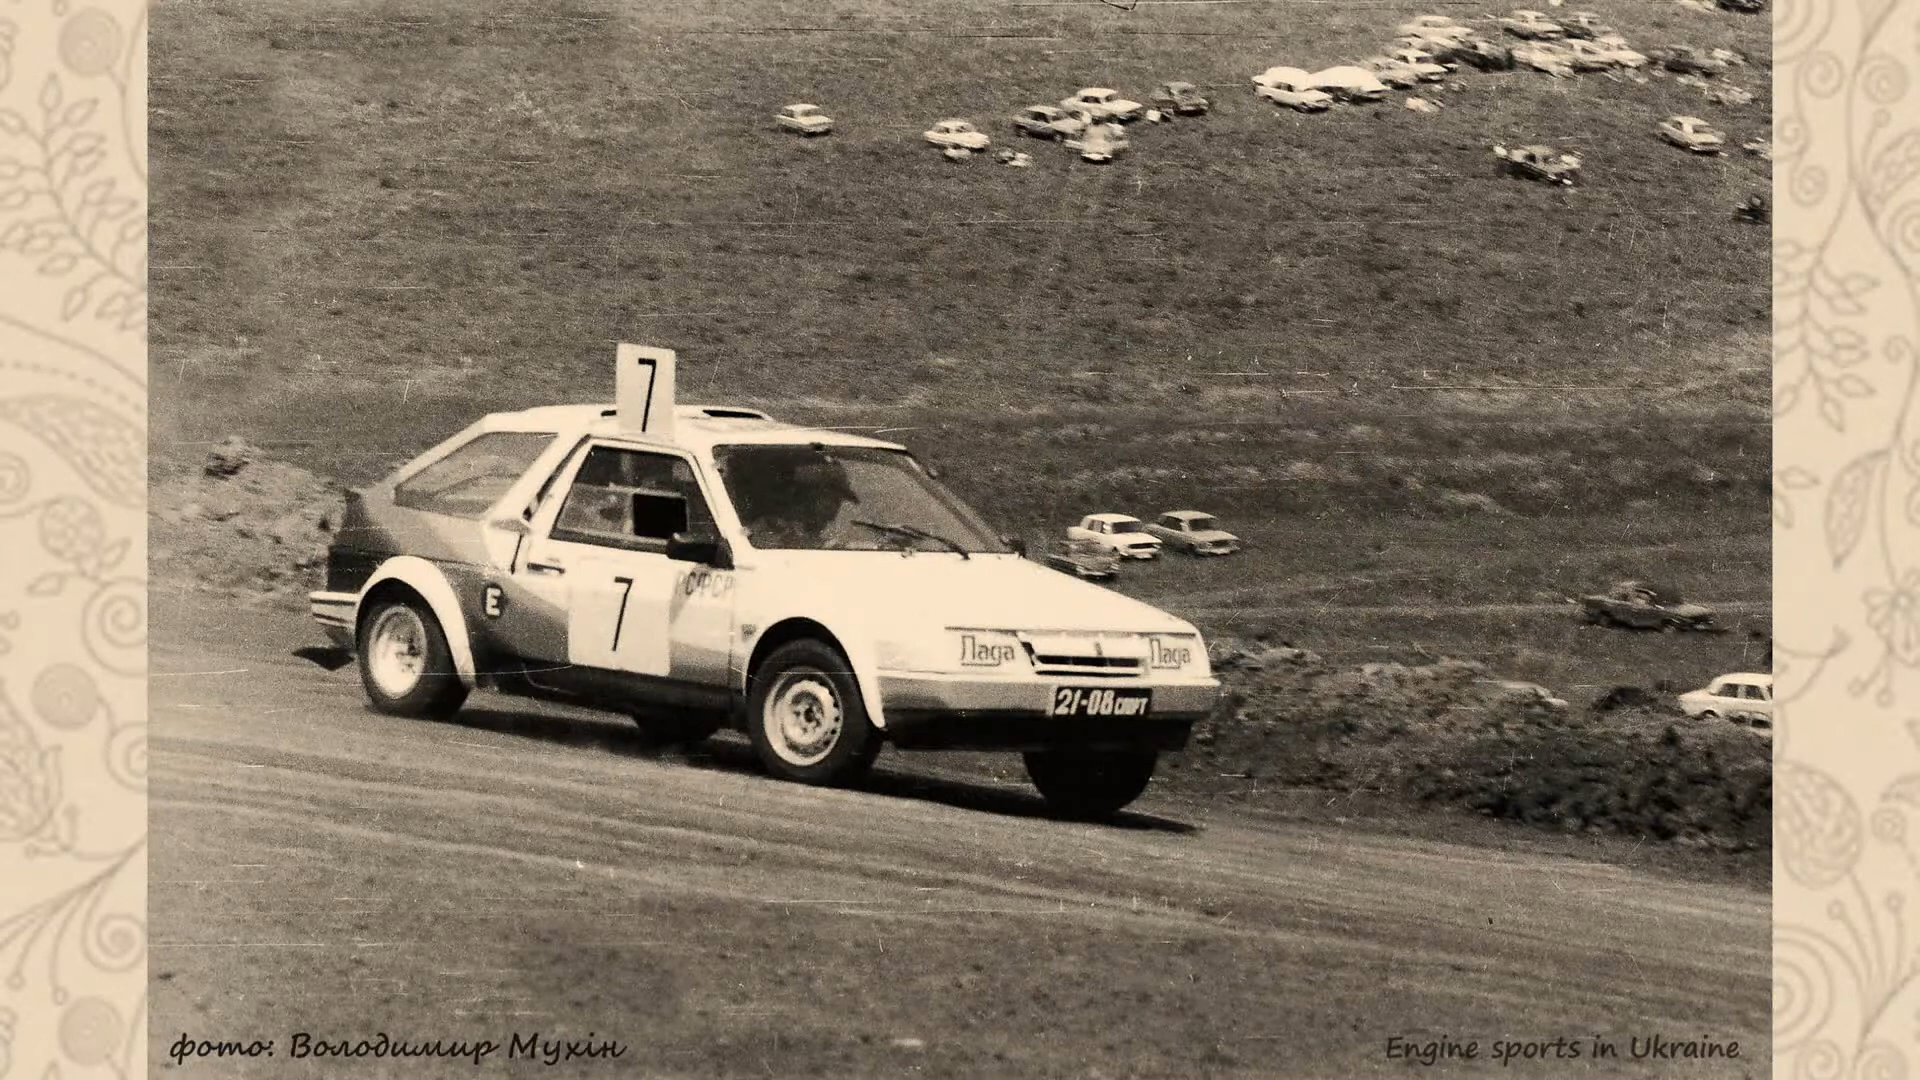 7
7
РСФСР
E
Лада
Лада
21-08 СПОРТ
фото: Володимир Мухін
Engine sports in Ukraine